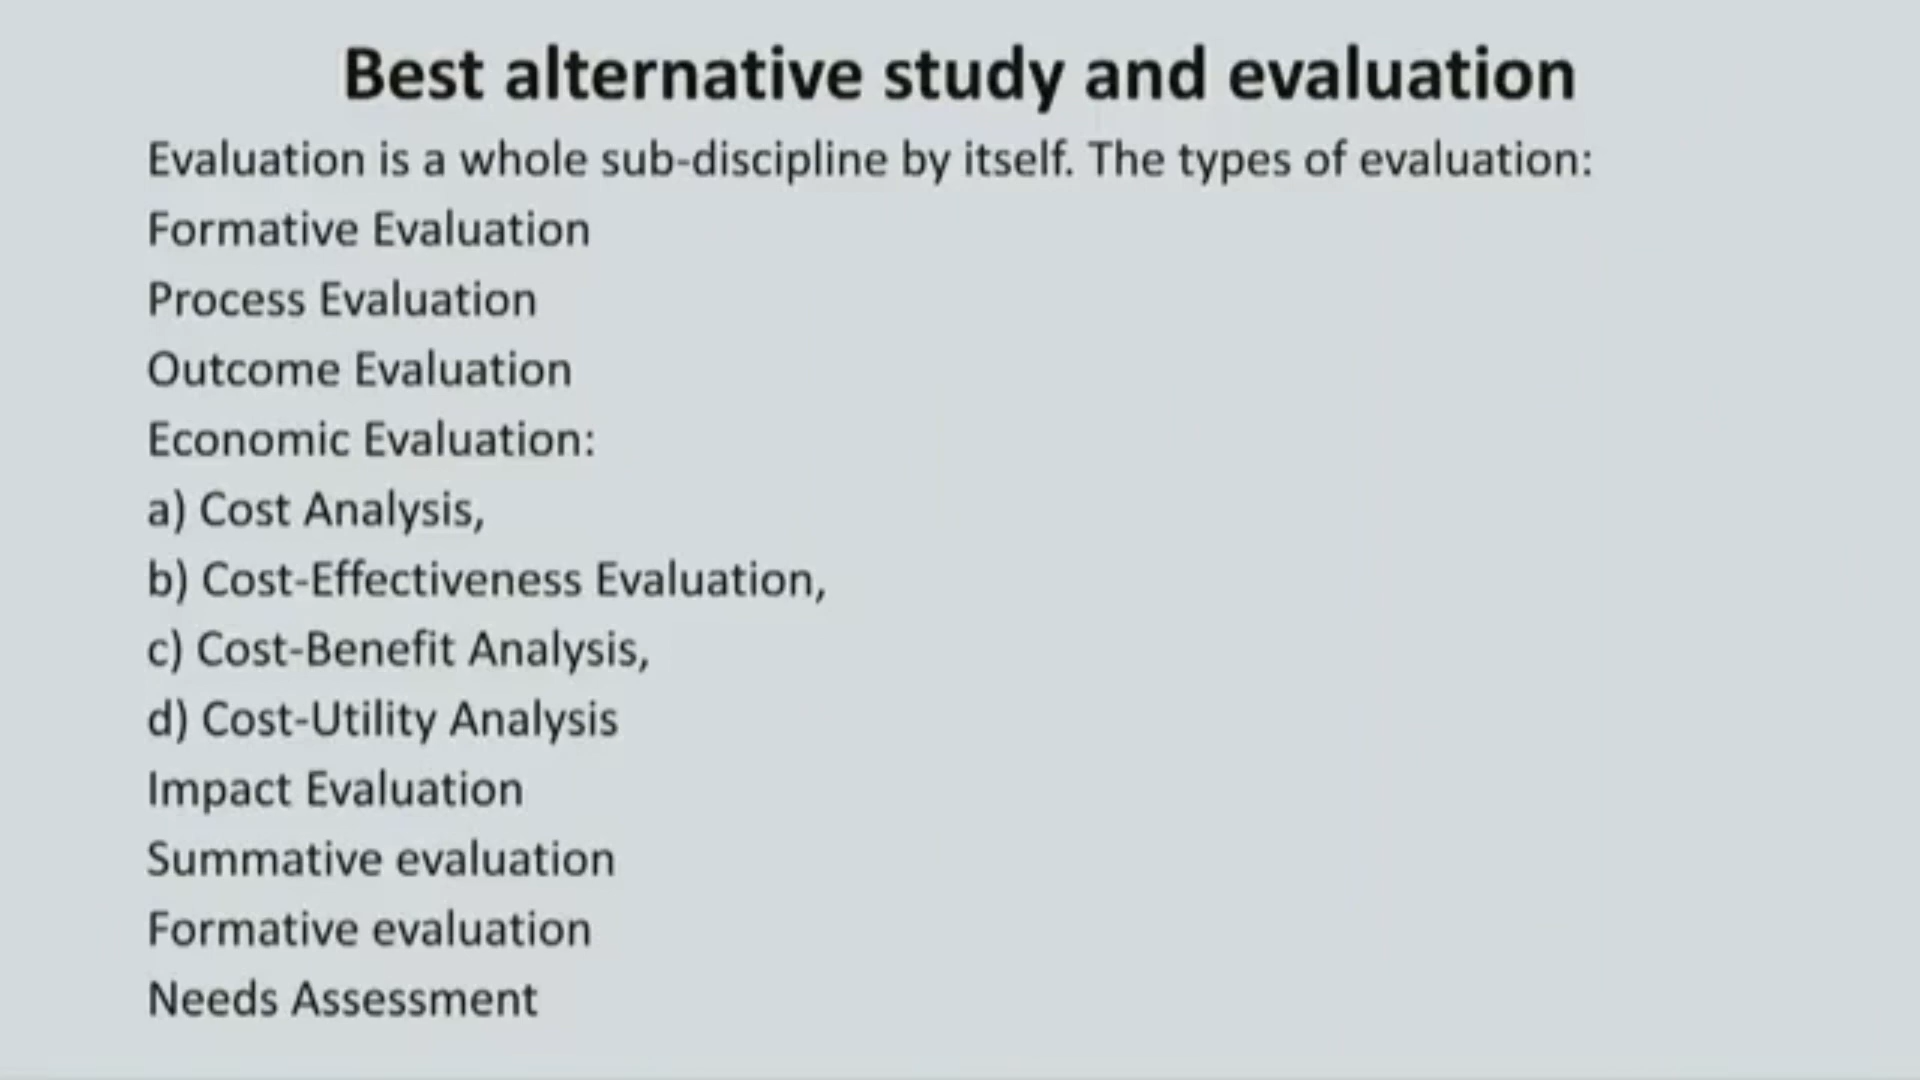 Best alternative study and evaluation
Evaluation is a whole sub-discipline by itself. The types of evaluation:
Formative Evaluation
Process Evaluation
Outcome Evaluation
Economic Evaluation:
a) Cost Analysis,
b) Cost-Effectiveness Evaluation,
c) Cost-Benefit Analysis,
d) Cost-Utility Analysis
Impact Evaluation
Summative evaluation
Formative evaluation
Needs Assessment